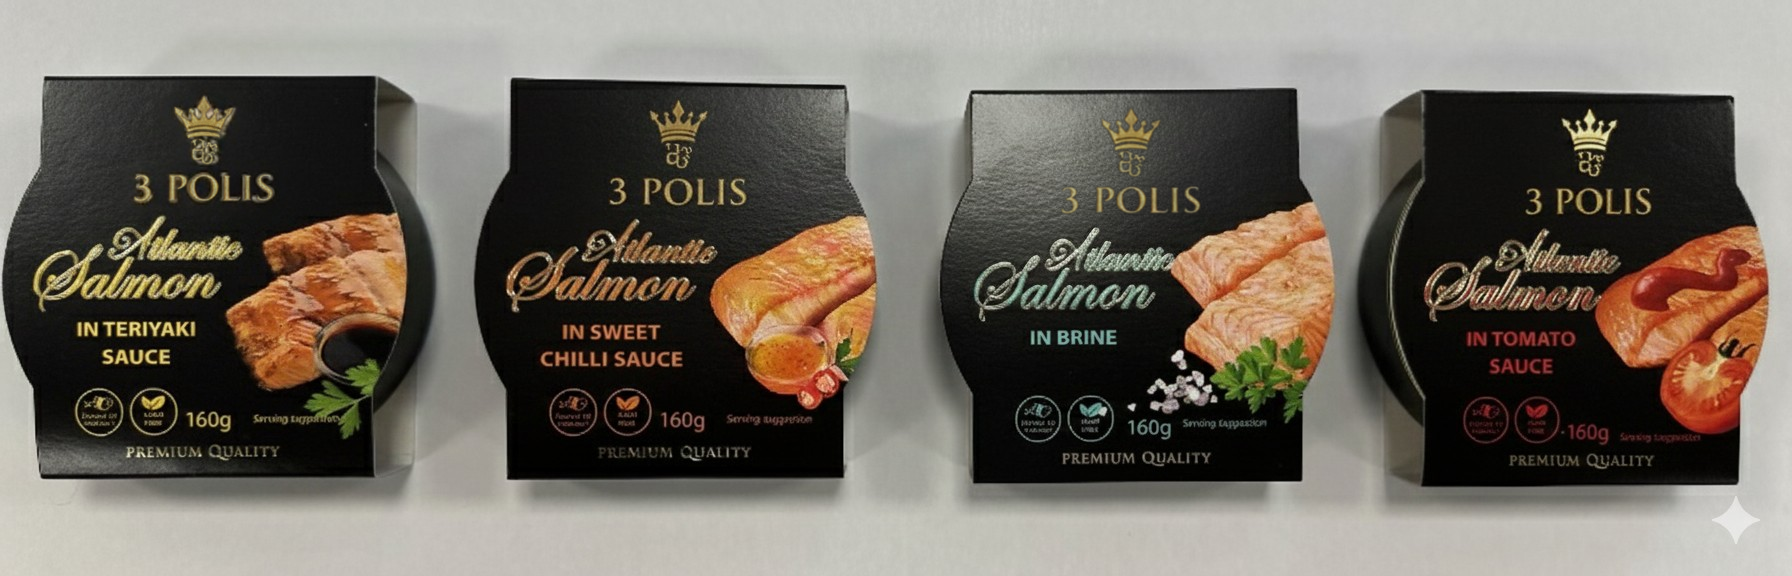 3 POLIS
Atlantic
Salmon
IN TERIYAKI
SAUCE
160g
Serving suggestion
PREMIUM QUALITY
3 POLIS
Atlantic
Salmon
IN SWEET
CHILLI SAUCE
160g
Serving suggestion
PREMIUM QUALITY
3 POLIS
Atlantic
Salmon
IN BRINE
160g
Serving suggestion
PREMIUM QUALITY
3 POLIS
Atlantic
Salmon
IN TOMATO
SAUCE
160g
Serving suggestion
PREMIUM QUALITY